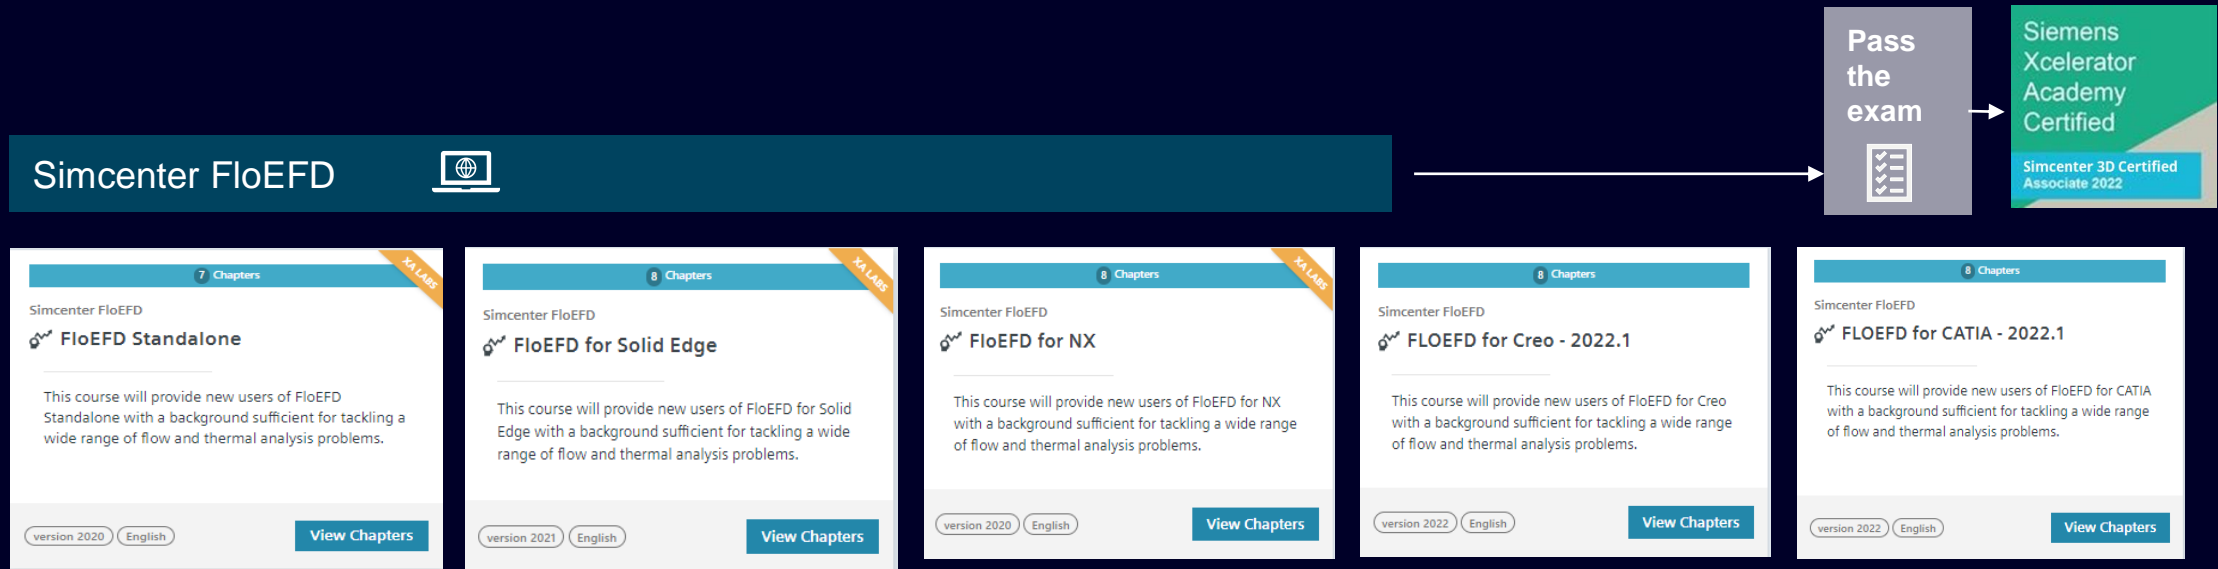 Pass
the
exam
Siemens
Xcelerator
Academy
Certified
Simcenter 3D Certified
Associate 2022
Simcenter FloEFD
7 Chapters
XA LABS
Simcenter FloEFD
FloEFD Standalone
This course will provide new users of FloEFD
Standalone with a background sufficient for tackling a
wide range of flow and thermal analysis problems.
version 2020 English
View Chapters
8 Chapters
XA LABS
Simcenter FloEFD
FloEFD for Solid Edge
This course will provide new users of FloEFD for Solid
Edge with a background sufficient for tackling a wide
range of flow and thermal analysis problems.
version 2021 English
View Chapters
8 Chapters
XA LABS
Simcenter FloEFD
FloEFD for NX
This course will provide new users of FloEFD for NX
with a background sufficient for tackling a wide range
of flow and thermal analysis problems.
version 2020 English
View Chapters
8 Chapters
Simcenter FloEFD
FLOEFD for Creo - 2022.1
This course will provide new users of FloEFD for Creo
with a background sufficient for tackling a wide range
of flow and thermal analysis problems.
version 2022 English
View Chapters
8 Chapters
Simcenter FloEFD
FLOEFD for CATIA - 2022.1
This course will provide new users of FloEFD for CATIA
with a background sufficient for tackling a wide range
of flow and thermal analysis problems.
version 2022 English
View Chapters